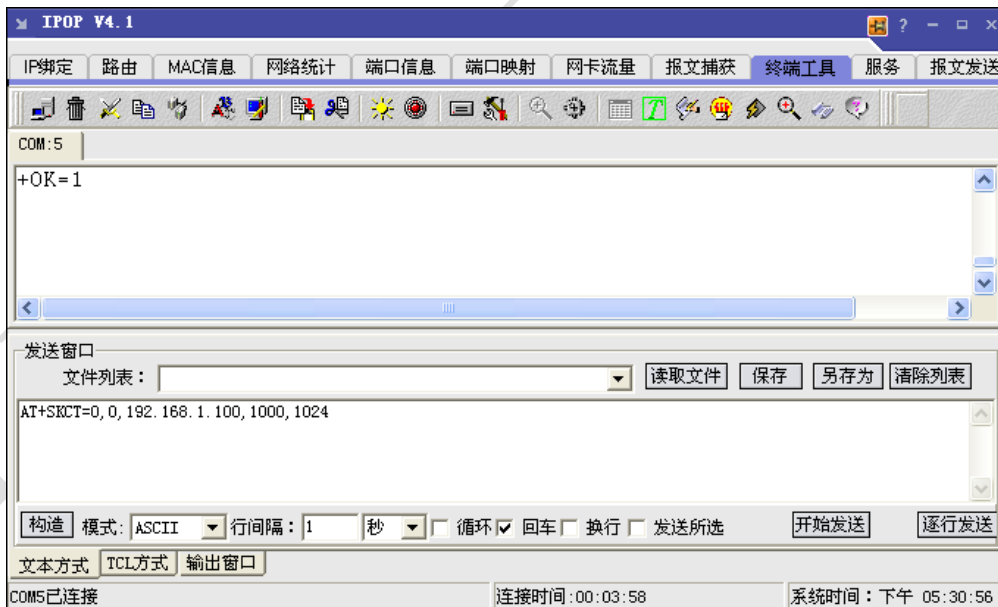 IPOP V4.1
IP绑定 路由 MAC信息 网络统计 端口信息 端口映射 网卡流量 报文捕获 终端工具 服务 报文发送
COM:5
+OK=1
发送窗口
文件列表： 读取文件 保存 另存为 清除列表
AT+SKCT=0,0,192.168.1.100,1000,1024
构造 模式: ASCII 行间隔：1 秒 循环 回车 换行 发送所选 开始发送 逐行发送
文本方式 TCL方式 输出窗口
COM5已连接 连接时间:00:03:58 系统时间：下午 05:30:56